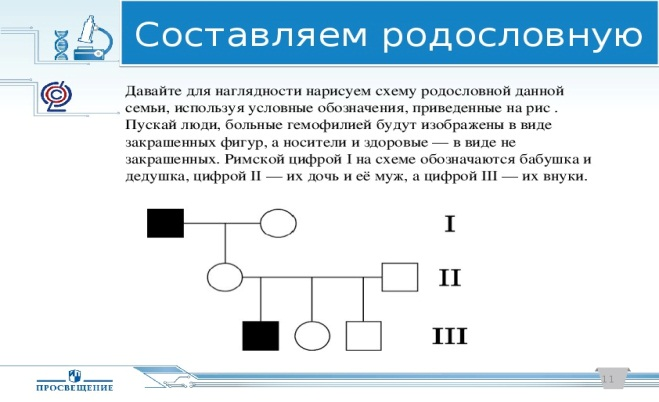 Составляем родословную
Давайте для наглядности нарисуем схему родословной данной
семьи, используя условные обозначения, приведенные на рис .
Пускай люди, больные гемофилией будут изображены в виде
закрашенных фигур, а носители и здоровые — в виде не
закрашенных. Римской цифрой I на схеме обозначаются бабушка и
дедушка, цифрой II — их дочь и её муж, а цифрой III — их внуки.
I
II
III
ПРОСВЕЩЕНИЕ
11